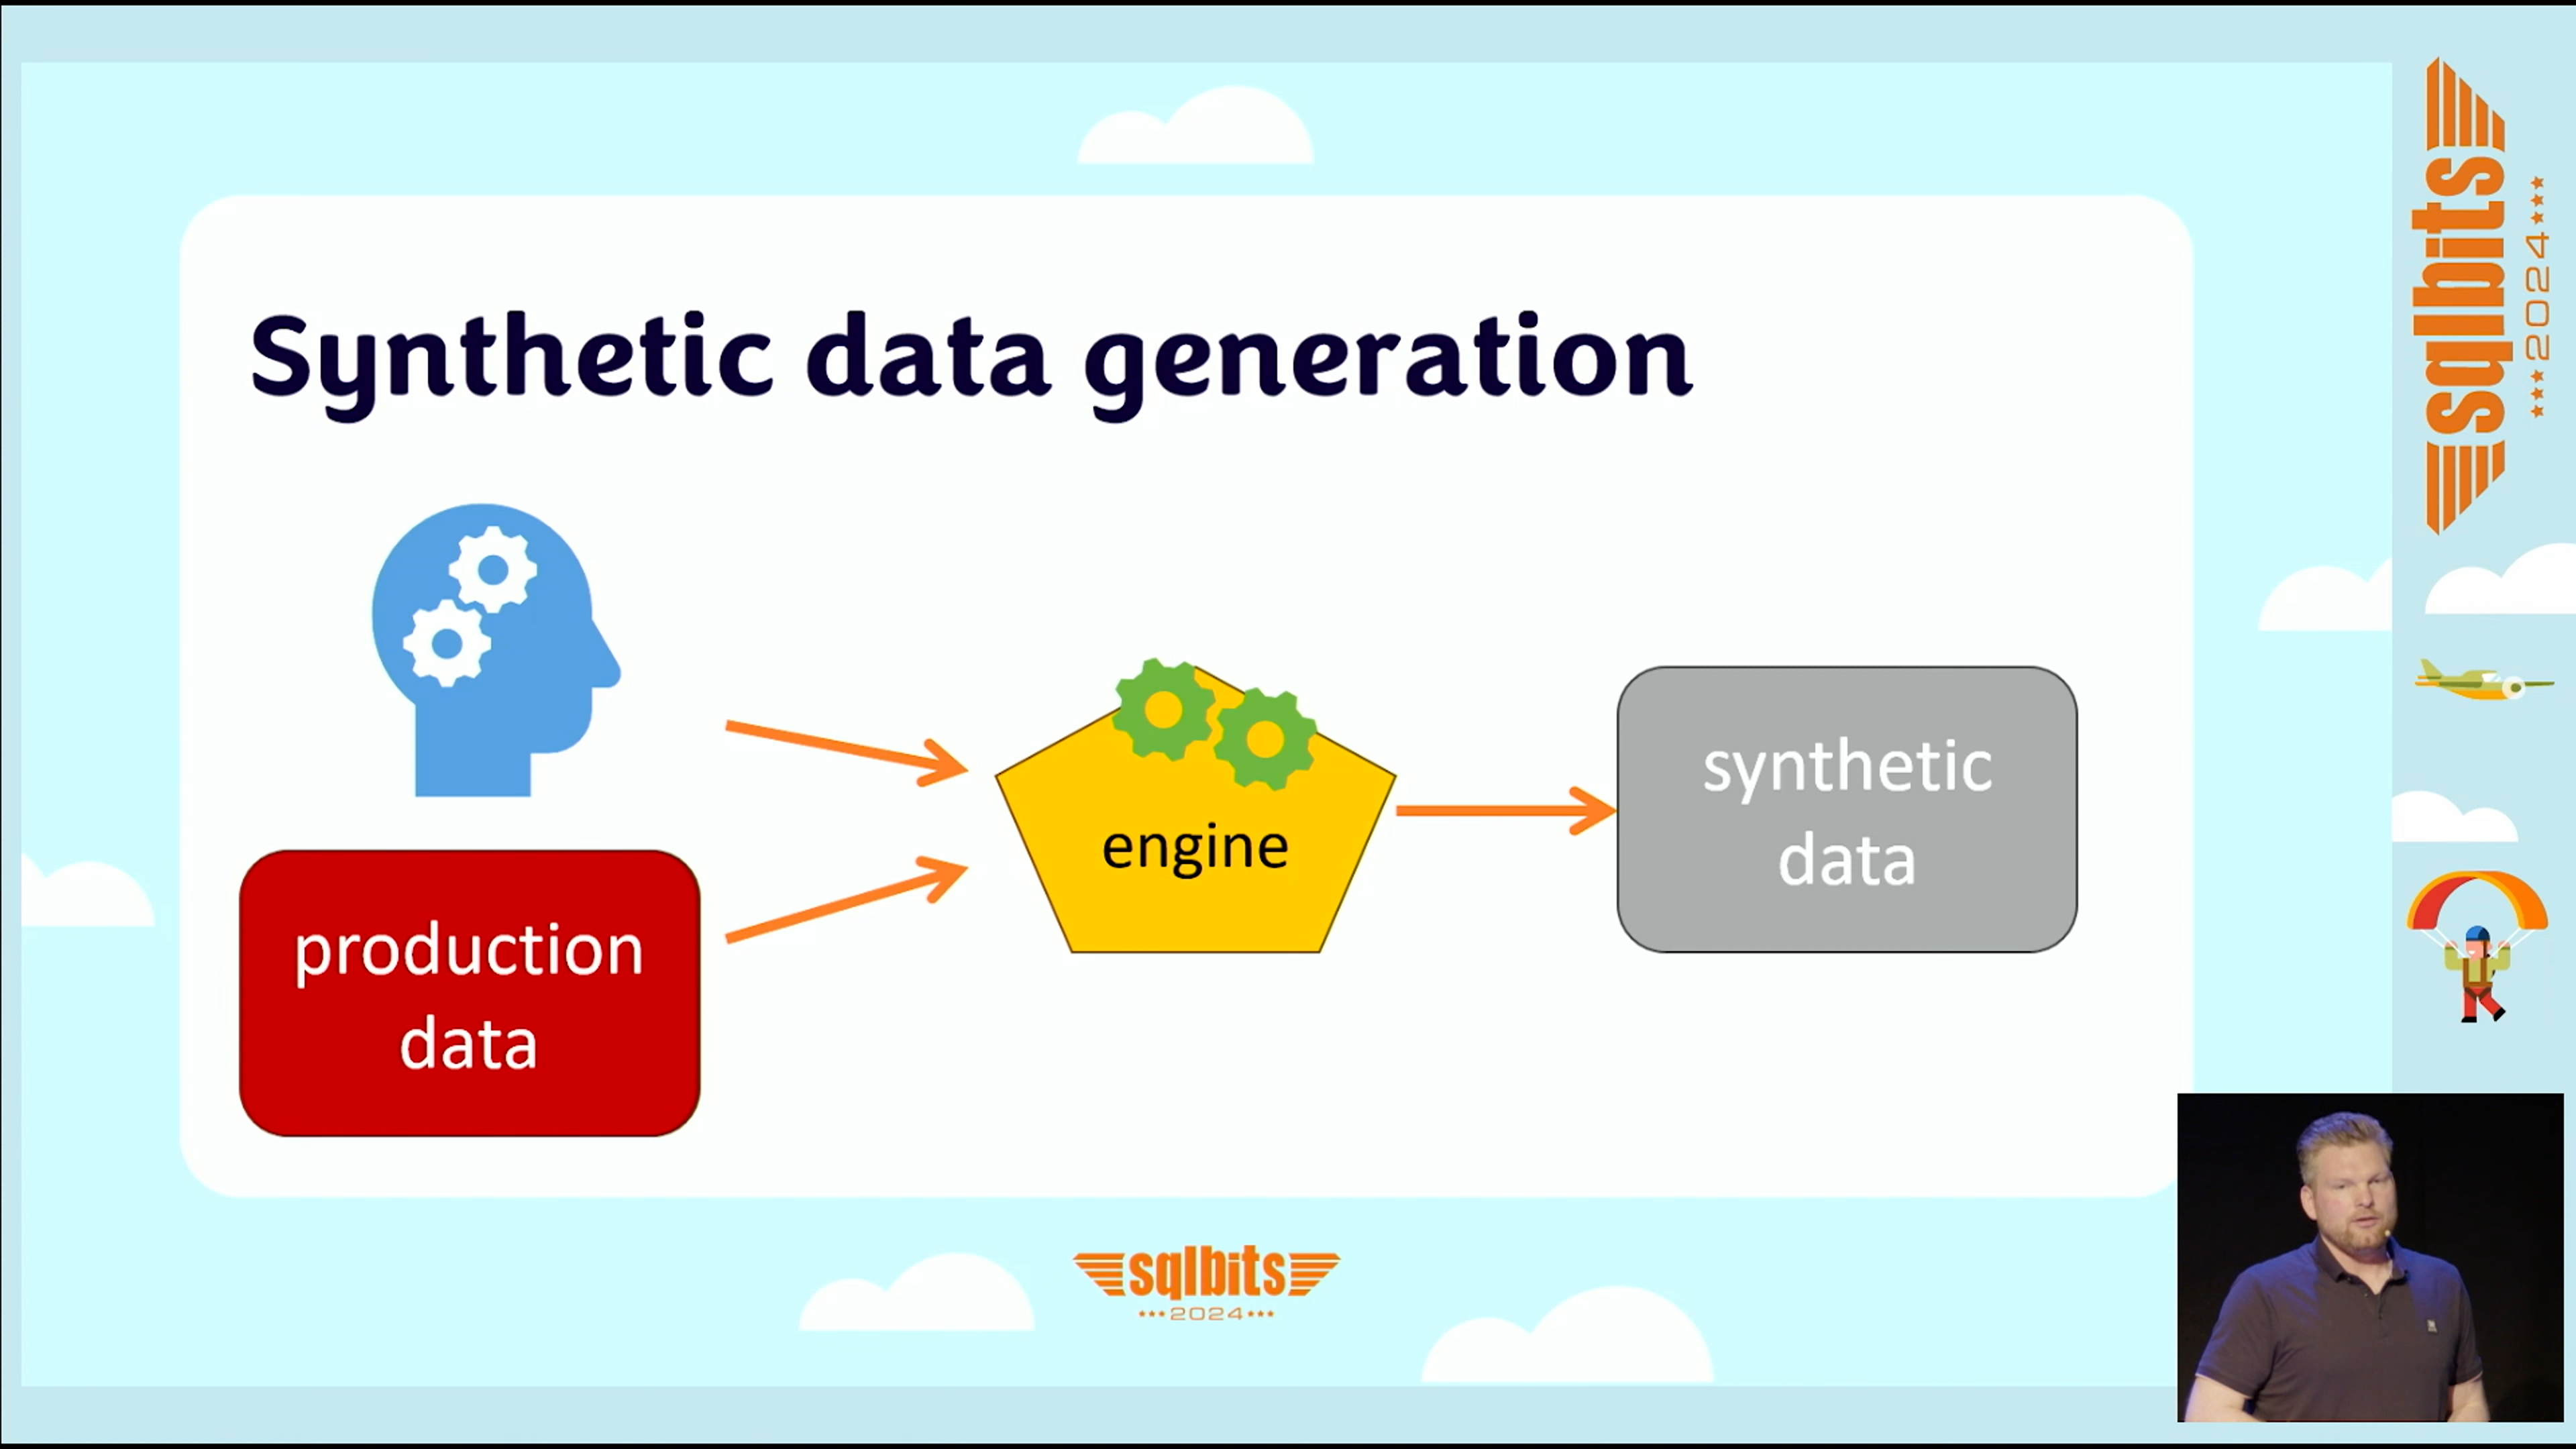 Synthetic data generation
production
data
engine
synthetic
data
sqlbits
***2024***
sqlbits
2024